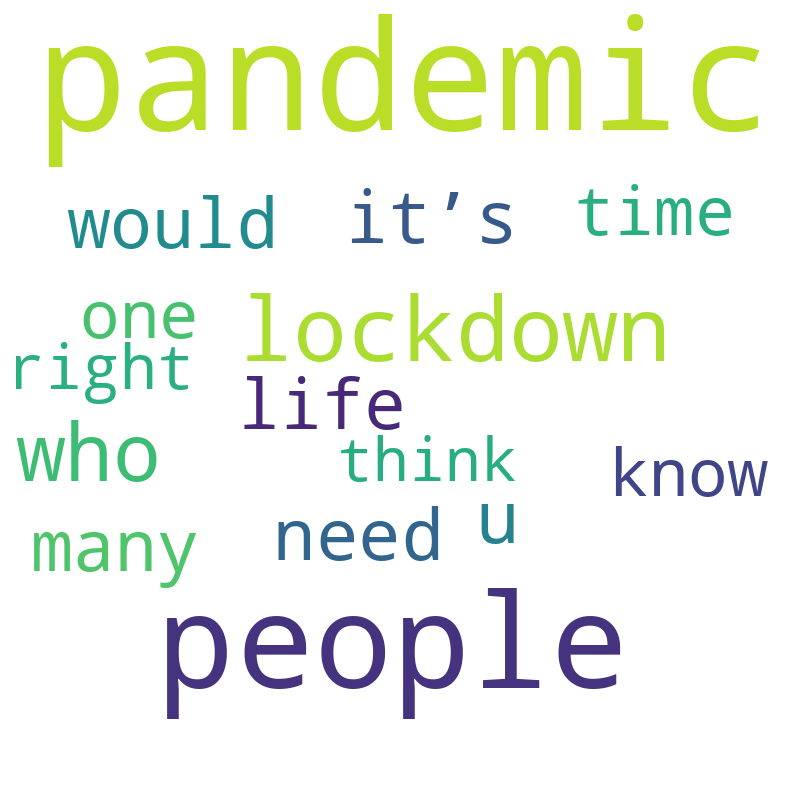 pandemic
would it’s time
one lockdown
right
life
who think know
many need u
people